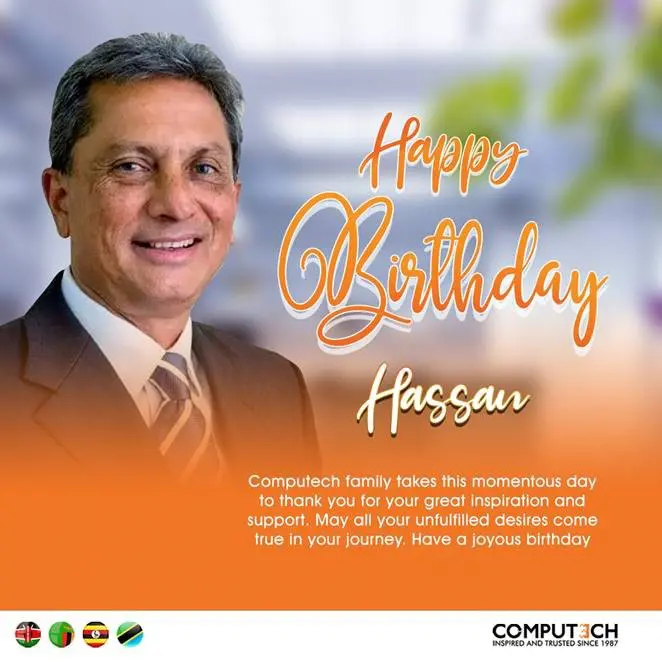 Happy
Birthday
Hassan
Computech family takes this momentous day
to thank you for your great inspiration and
support. May all your unfulfilled desires come
true in your journey. Have a joyous birthday
COMPUTECH
INSPIRED AND TRUSTED SINCE 1987